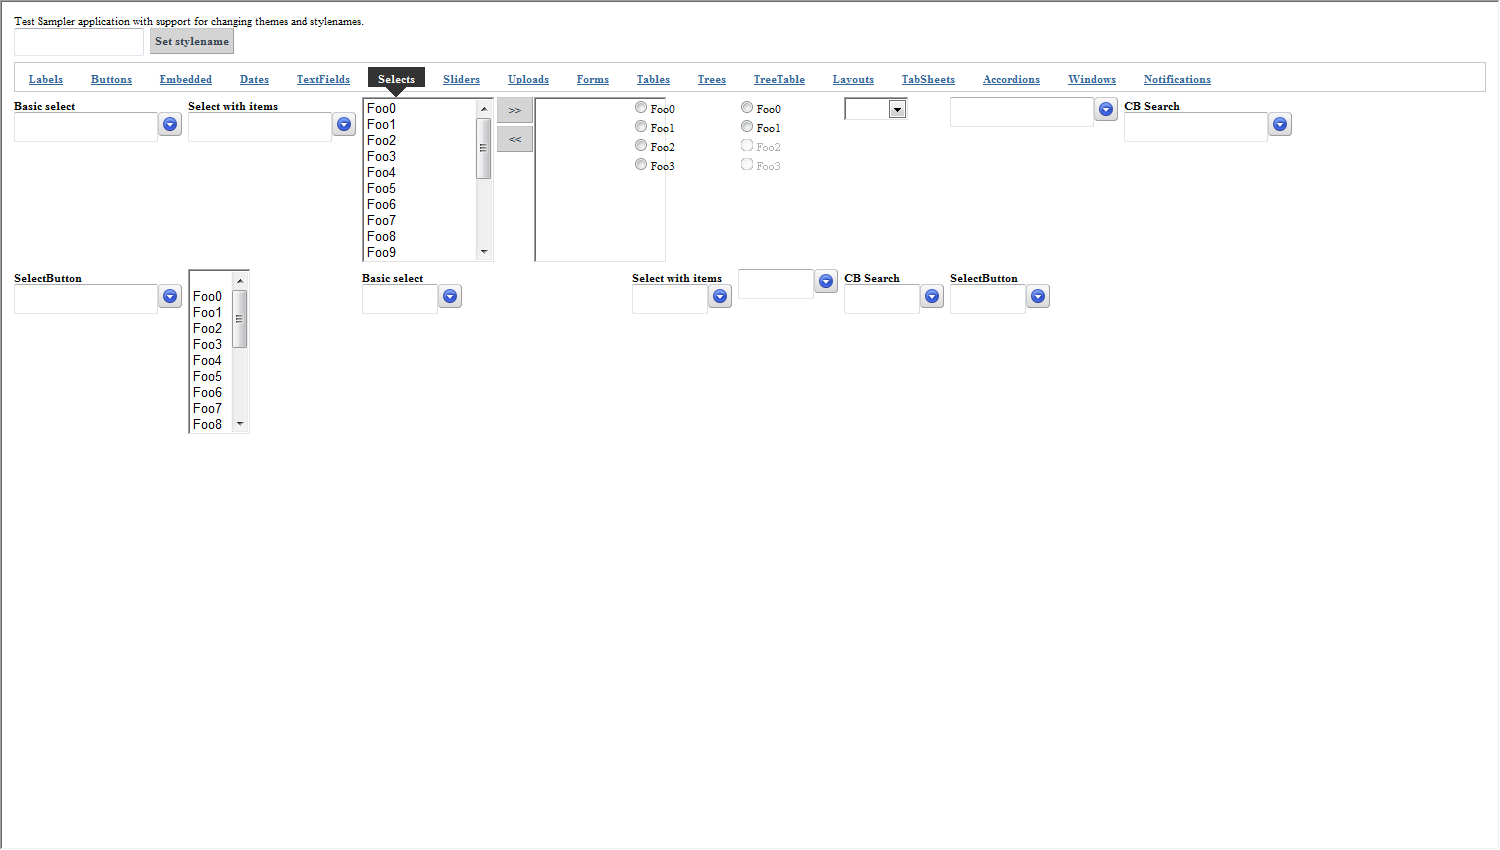 Test Sampler application with support for changing themes and stylenames.
Set stylename
Labels Buttons Embedded Dates TextFields Selects Sliders Uploads Forms Tables Trees TreeTable Layouts TabSheets Accordions Windows Notifications
Basic select
Select with items
Foo0
Foo1
Foo2
Foo3
Foo4
Foo5
Foo6
Foo7
Foo8
Foo9
>>
<<
Foo0
Foo1
Foo2
Foo3
Foo0
Foo1
Foo2
Foo3
CB Search
SelectButton
Foo0
Foo1
Foo2
Foo3
Foo4
Foo5
Foo6
Foo7
Foo8
Basic select
Select with items
CB Search
SelectButton